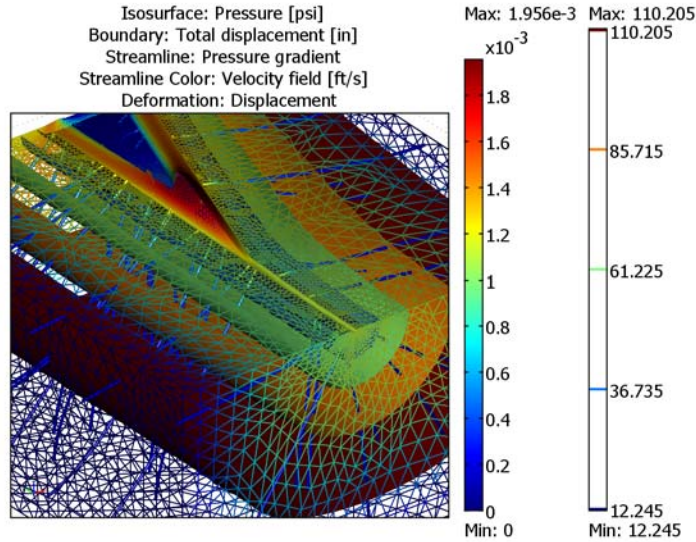 Isosurface: Pressure [psi]
Boundary: Total displacement [in]
Streamline: Pressure gradient
Streamline Color: Velocity field [ft/s]
Deformation: Displacement
Max: 1.956e-3
x10⁻³
1.8
1.6
1.4
1.2
1
0.8
0.6
0.4
0.2
0
Min: 0
Max: 110.205
110.205
85.715
61.225
36.735
12.245
Min: 12.245